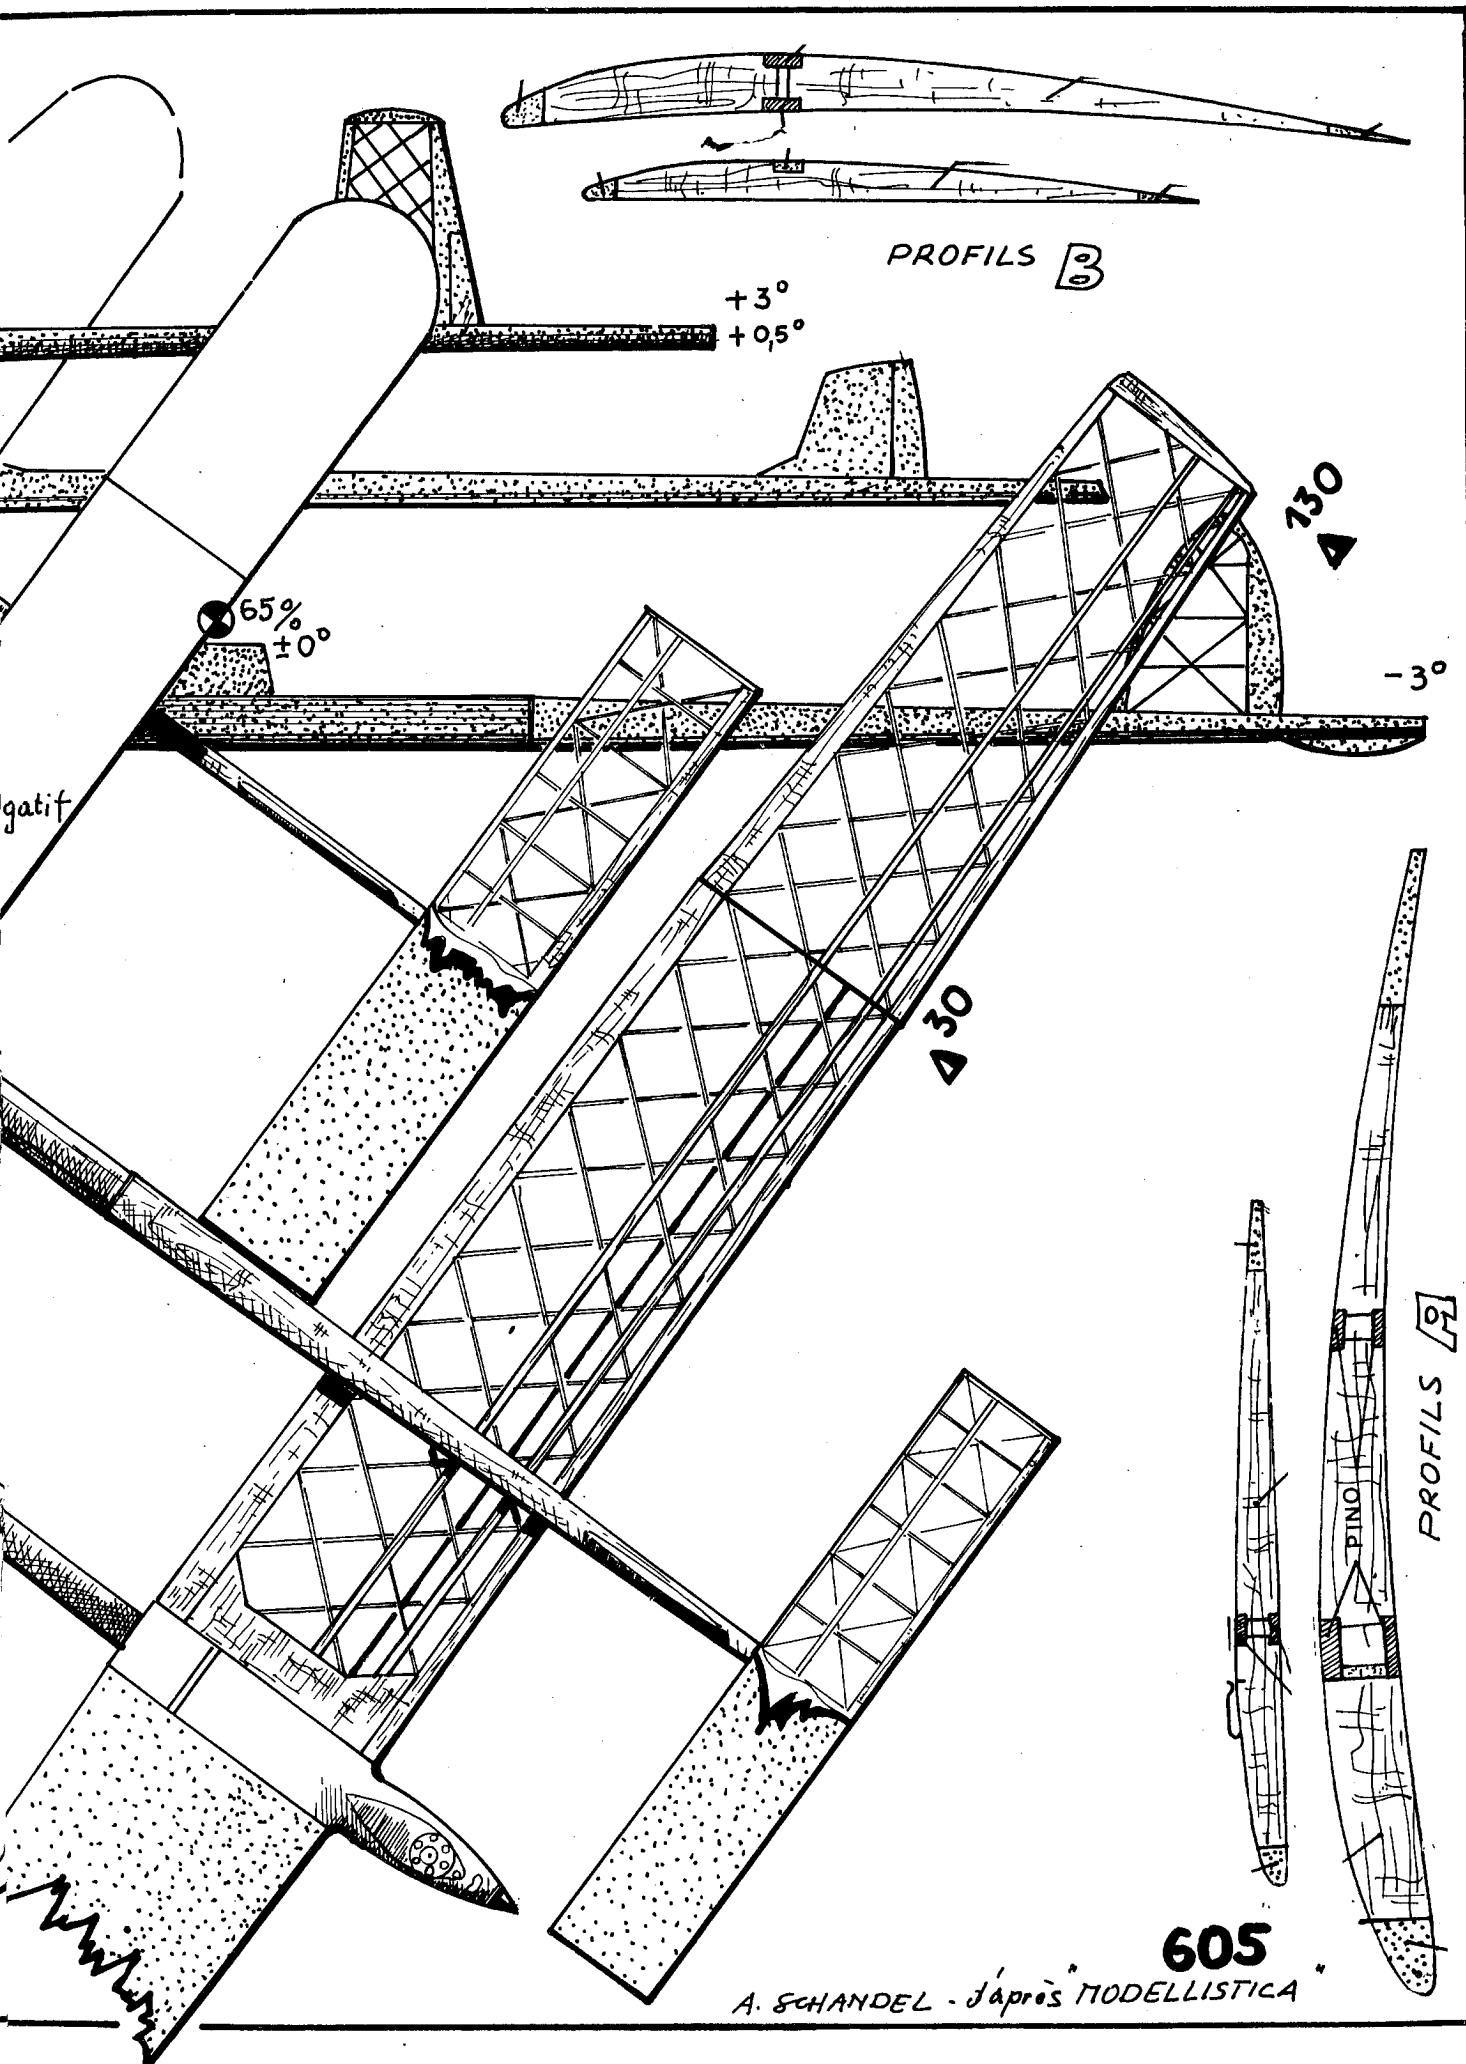 PROFILS B
+3°
+0,5°
130
65%
±0°
-3°
gatif
30
PROFILS A
PINO
605
A. SCHANDEL - d'après "MODELLISTICA"